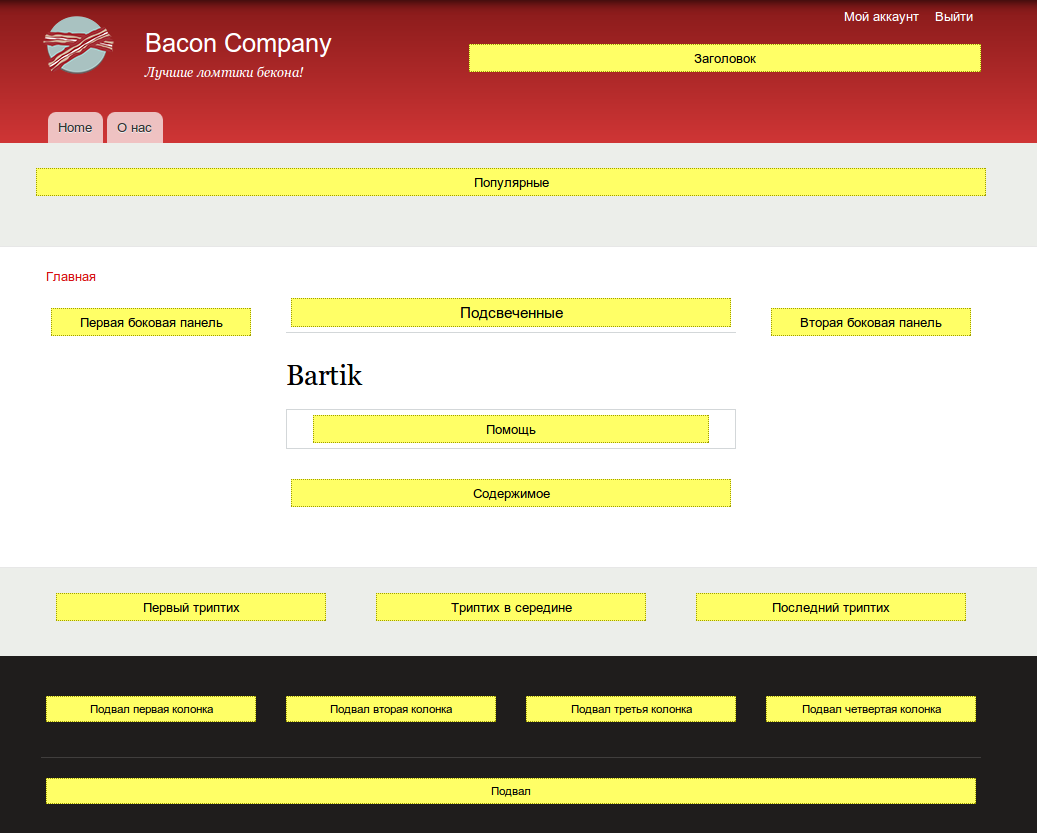 Мой аккаунт Выйти
Bacon Company
Лучшие ломтики бекона!
Заголовок
Home О нас
Популярные
Главная
Первая боковая панель
Подсвеченные
Вторая боковая панель
Bartik
Помощь
Содержимое
Первый триптих
Триптих в середине
Последний триптих
Подвал первая колонка
Подвал вторая колонка
Подвал третья колонка
Подвал четвертая колонка
Подвал